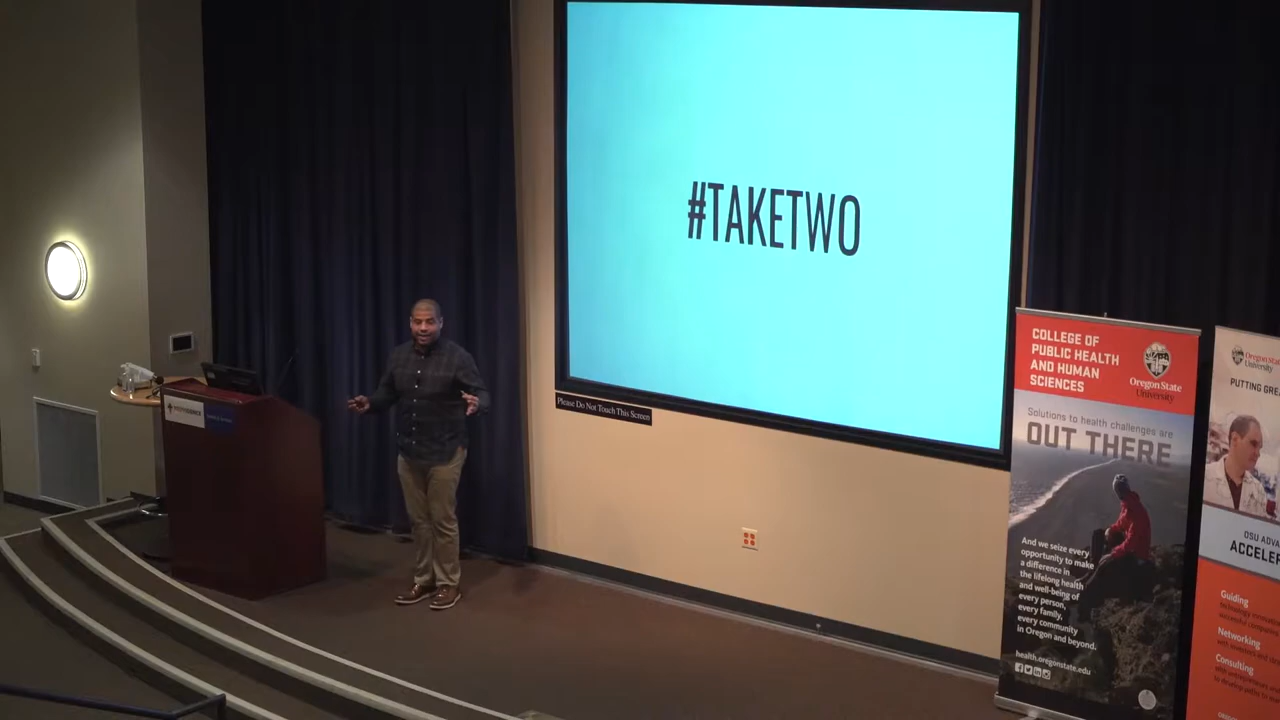 #TAKETWO
Please Do Not Touch This Screen
COLLEGE OF
PUBLIC HEALTH
AND HUMAN
SCIENCES
Oregon State
University
Solutions to health challenges are
OUT THERE
And we seize every
opportunity to make
a difference in
the lifelong health
and well-being of
every person,
every family,
every community
in Oregon and beyond.
health.oregonstate.edu
Oregon State
University
PUTTING GRE
OSU ADVA
ACCELER
Guiding
Networking
Consulting